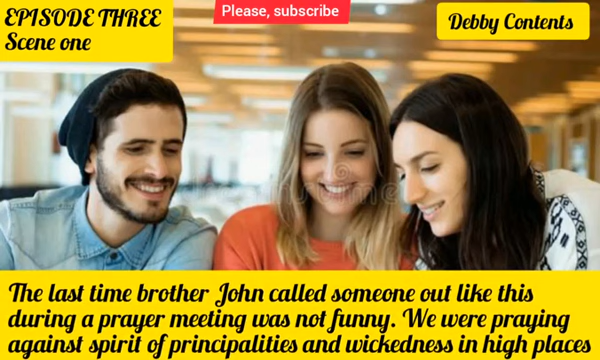 EPISODE THREE
Scene one
Please, subscribe
Debby Contents
The last time brother John called someone out like this
during a prayer meeting was not funny. We were praying
against spirit of principalities and wickedness in high places